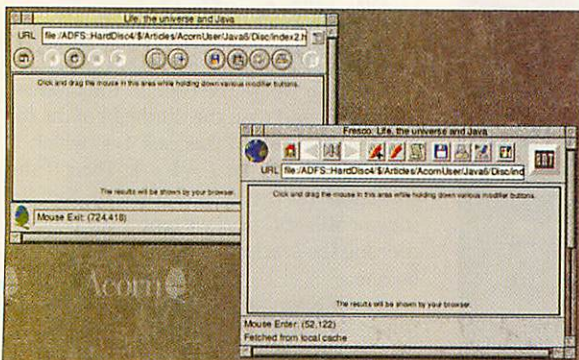 Life, the universe and Java
URL file:/ADFS::HardDisc4/$/Articles/AcornUser/Java6/Disc/index2.h
Click and drag the mouse in this area while holding down various modifier buttons.
The results will be shown by your browser.
Mouse Exit: (724,418)
Fresco: Life, the universe and Java
URL file:/ADFS::HardDisc4/$/Articles/AcornUser/Java6/Disc/ind
Click and drag the mouse in this area while holding down various modifier buttons.
The results will be shown by your browser.
Mouse Enter: (52,122)
Fetched from local cache
Acorn